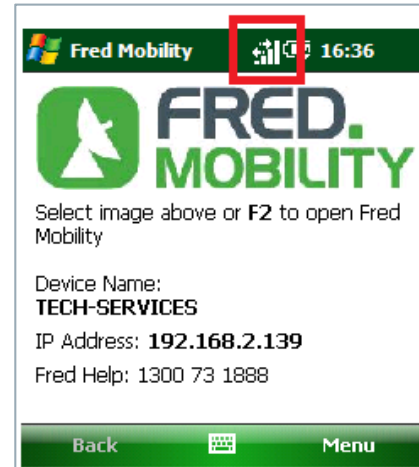 Fred Mobility 16:36
FRED.
MOBILITY
Select image above or F2 to open Fred
Mobility
Device Name:
TECH-SERVICES
IP Address: 192.168.2.139
Fred Help: 1300 73 1888
Back Menu